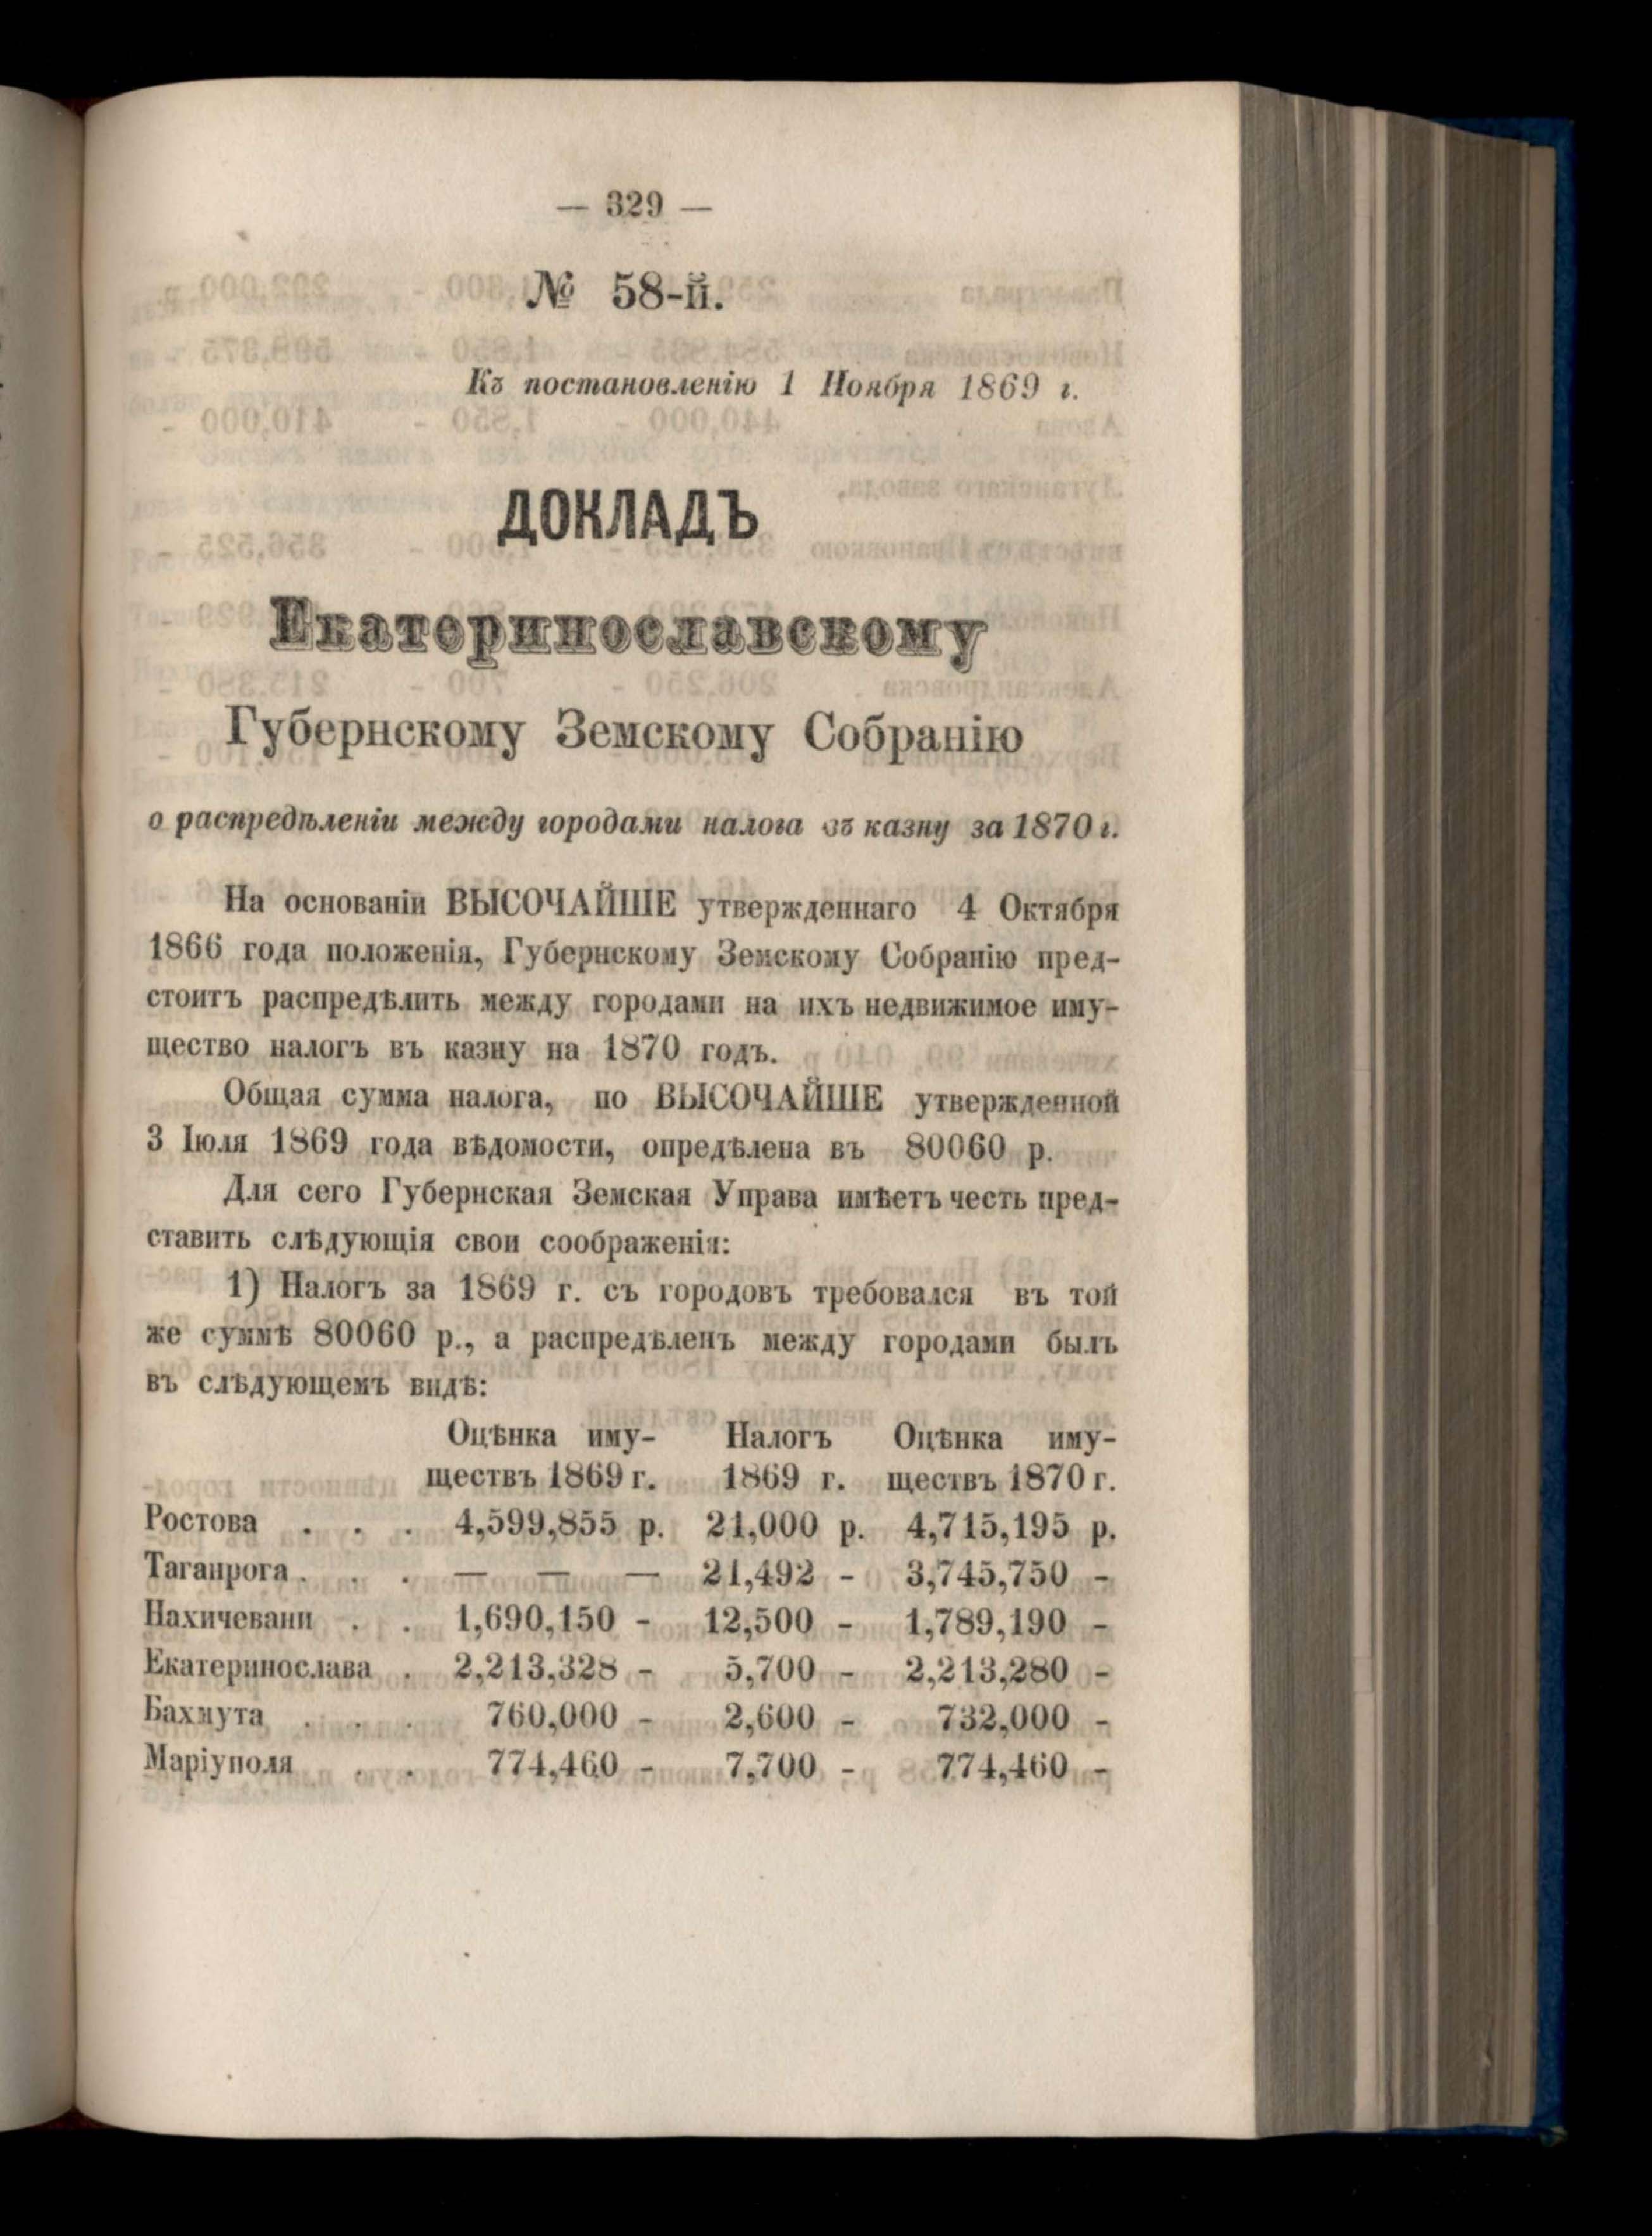 — 329 —
№ 58-й.
Къ постановленію 1 Ноября 1869 г.
ДОКЛАДЪ
Екатеринославскому
Губернскому Земскому Собранію
о распредѣленіи между городами налога въ казну за 1870 г.
На основаніи ВЫСОЧАЙШЕ утвержденнаго 4 Октября
1866 года положенія, Губернскому Земскому Собранію пред-
стоитъ распредѣлить между городами на ихъ недвижимое иму-
щество налогъ въ казну на 1870 годъ.
Общая сумма налога, по ВЫСОЧАЙШЕ утвержденной
3 Іюля 1869 года вѣдомости, опредѣлена въ 80060 р.
Для сего Губернская Земская Управа имѣетъ честь пред-
ставить слѣдующія свои соображенія:
1) Налогъ за 1869 г. съ городовъ требовался въ той
же суммѣ 80060 р., а распредѣленъ между городами былъ
въ слѣдующемъ видѣ:
Оцѣнка иму- Налогъ Оцѣнка иму-
ществъ 1869 г. 1869 г. ществъ 1870 г.
Ростова . . . 4,599,855 р. 21,000 р. 4,715,195 р.
Таганрога . . . — — — 21,492 - 3,745,750 -
Нахичевани . . 1,690,150 - 12,500 - 1,789,190 -
Екатеринослава . 2,213,328 - 5,700 - 2,213,280 -
Бахмута . . . 760,000 - 2,600 - 732,000 -
Маріуполя . . 774,460 - 7,700 - 774,460 -